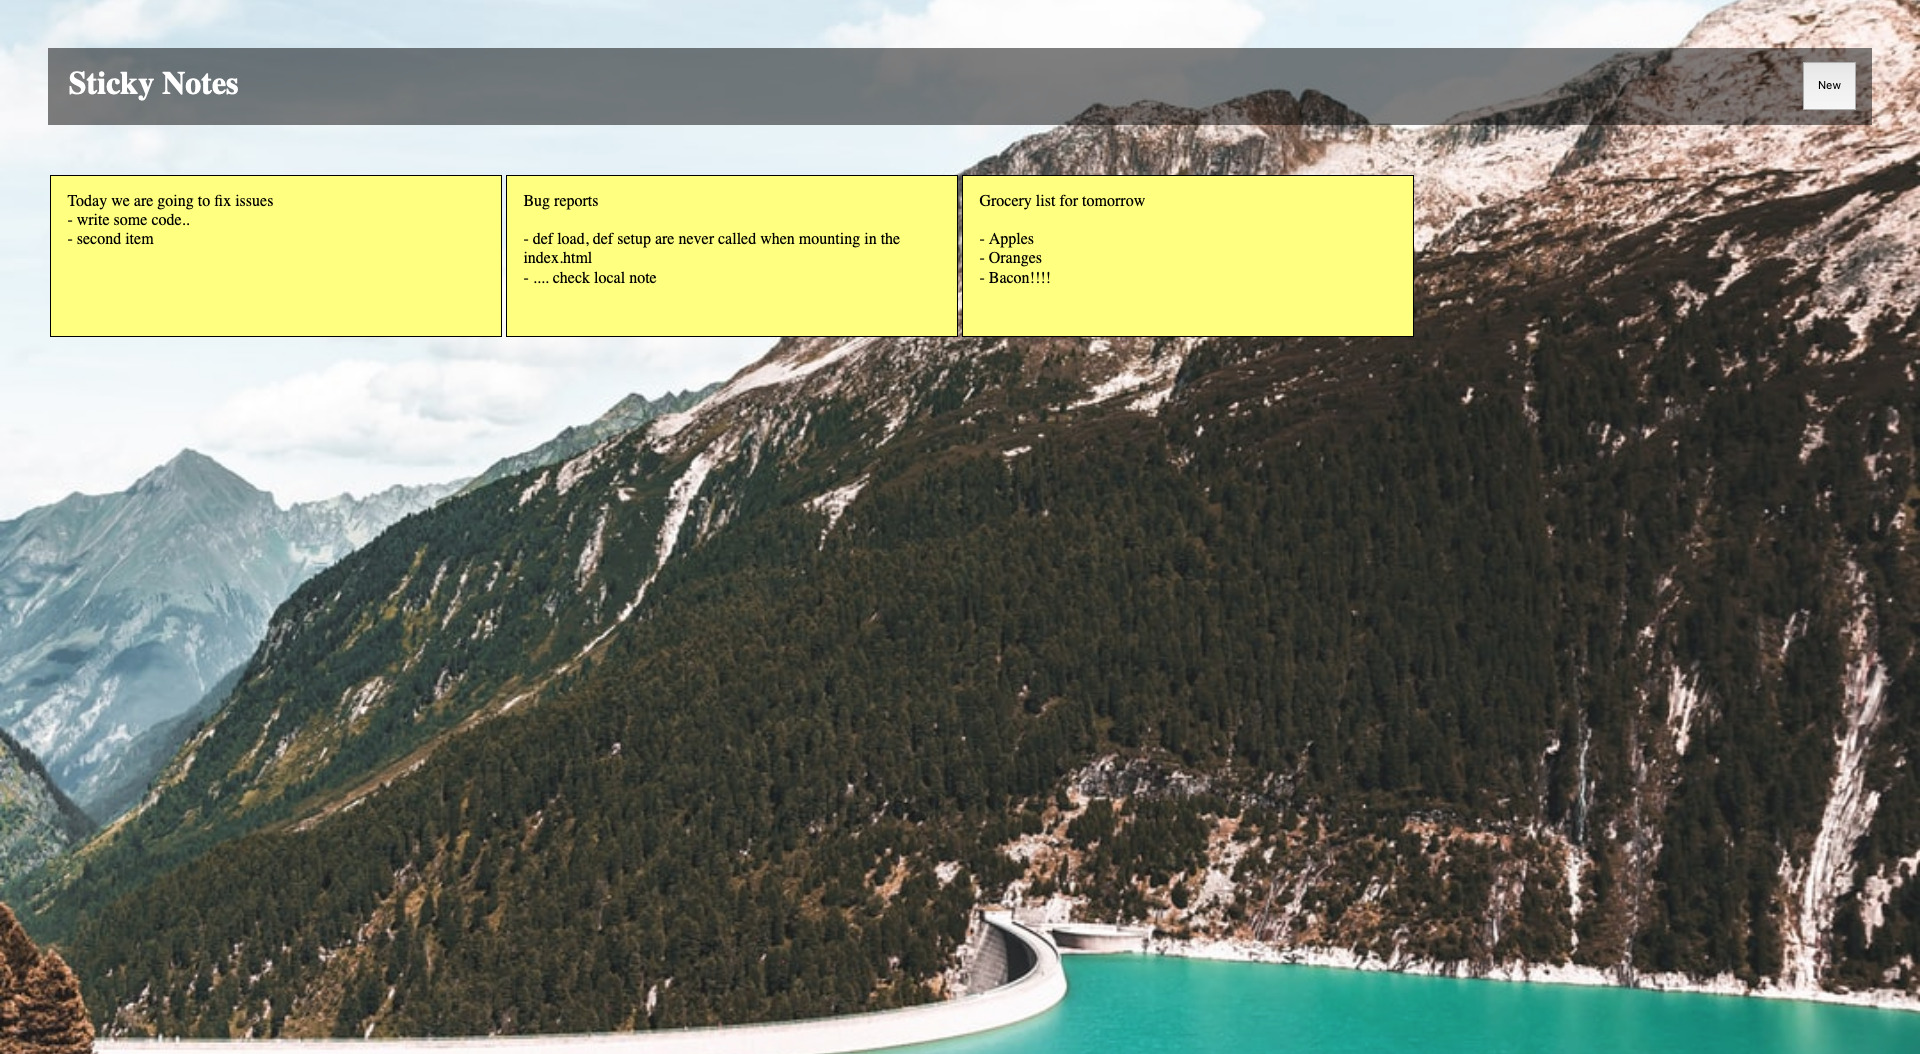 Sticky Notes
New
Today we are going to fix issues
- write some code..
- second item
Bug reports
- def load, def setup are never called when mounting in the
index.html
- .... check local note
Grocery list for tomorrow
- Apples
- Oranges
- Bacon!!!!